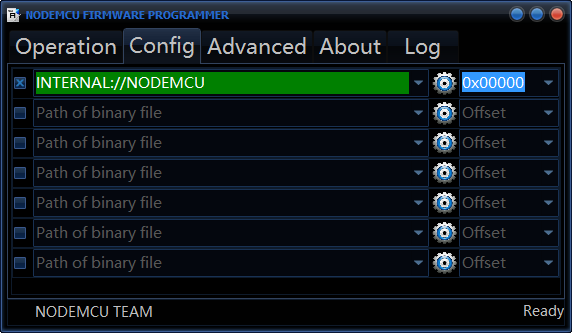 NODEMCU FIRMWARE PROGRAMMER
Operation Config Advanced About Log
INTERNAL://NODEMCU 0x00000
Path of binary file Offset
Path of binary file Offset
Path of binary file Offset
Path of binary file Offset
Path of binary file Offset
Path of binary file Offset
NODEMCU TEAM Ready